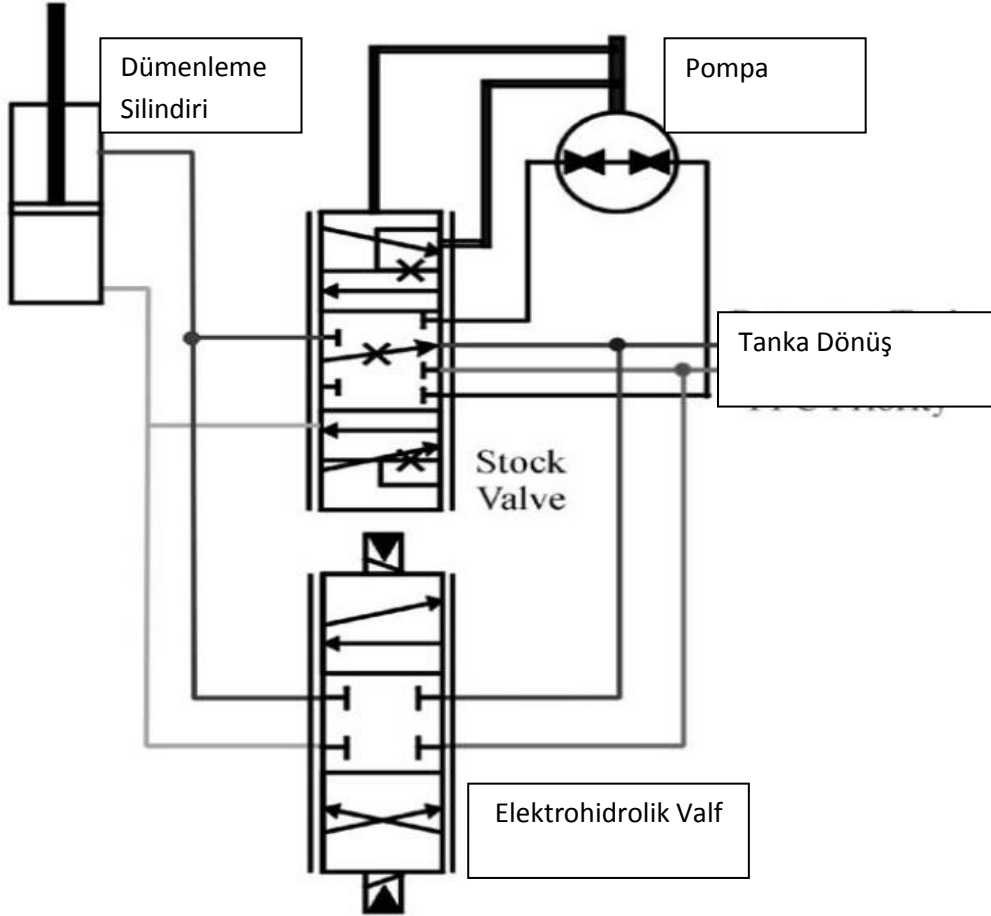 Dümenleme
Silindiri
Pompa
Tanka Dönüş
Stock
Valve
Elektrohidrolik Valf